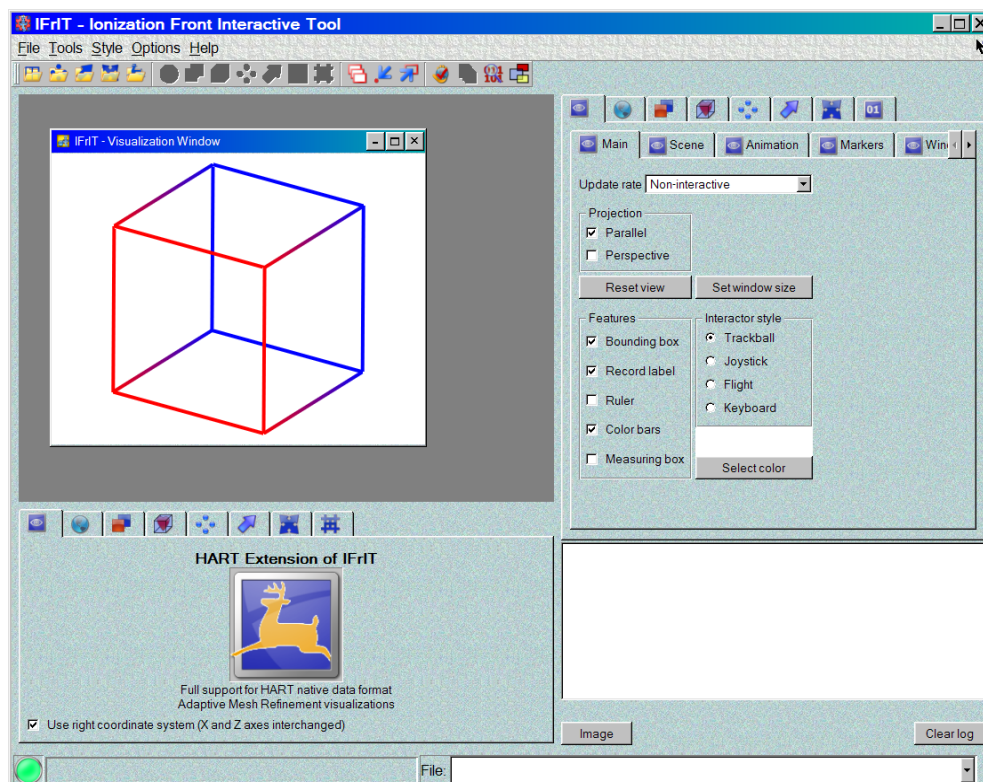 IFrIT - Ionization Front Interactive Tool
File Tools Style Options Help
IFrIT - Visualization Window
01
Main Scene Animation Markers Win
Update rate Non-interactive
Projection
Parallel
Perspective
Reset view Set window size
Features Interactor style
Bounding box Trackball
Record label Joystick
Ruler Flight
Color bars Keyboard
Measuring box Select color
HART Extension of IFrIT
Full support for HART native data format
Adaptive Mesh Refinement visualizations
Use right coordinate system (X and Z axes interchanged)
Image Clear log
File: